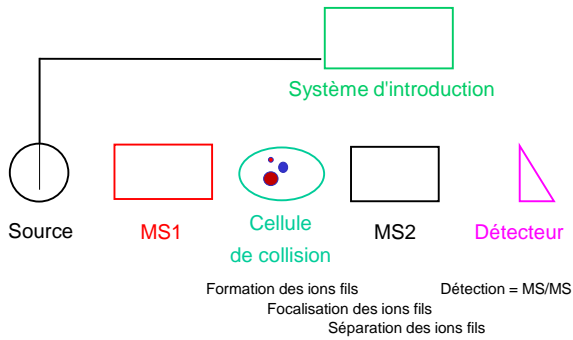 Système d'introduction
Source
MS1
Cellule
de collision
MS2
Détecteur
Formation des ions fils
Détection = MS/MS
Focalisation des ions fils
Séparation des ions fils